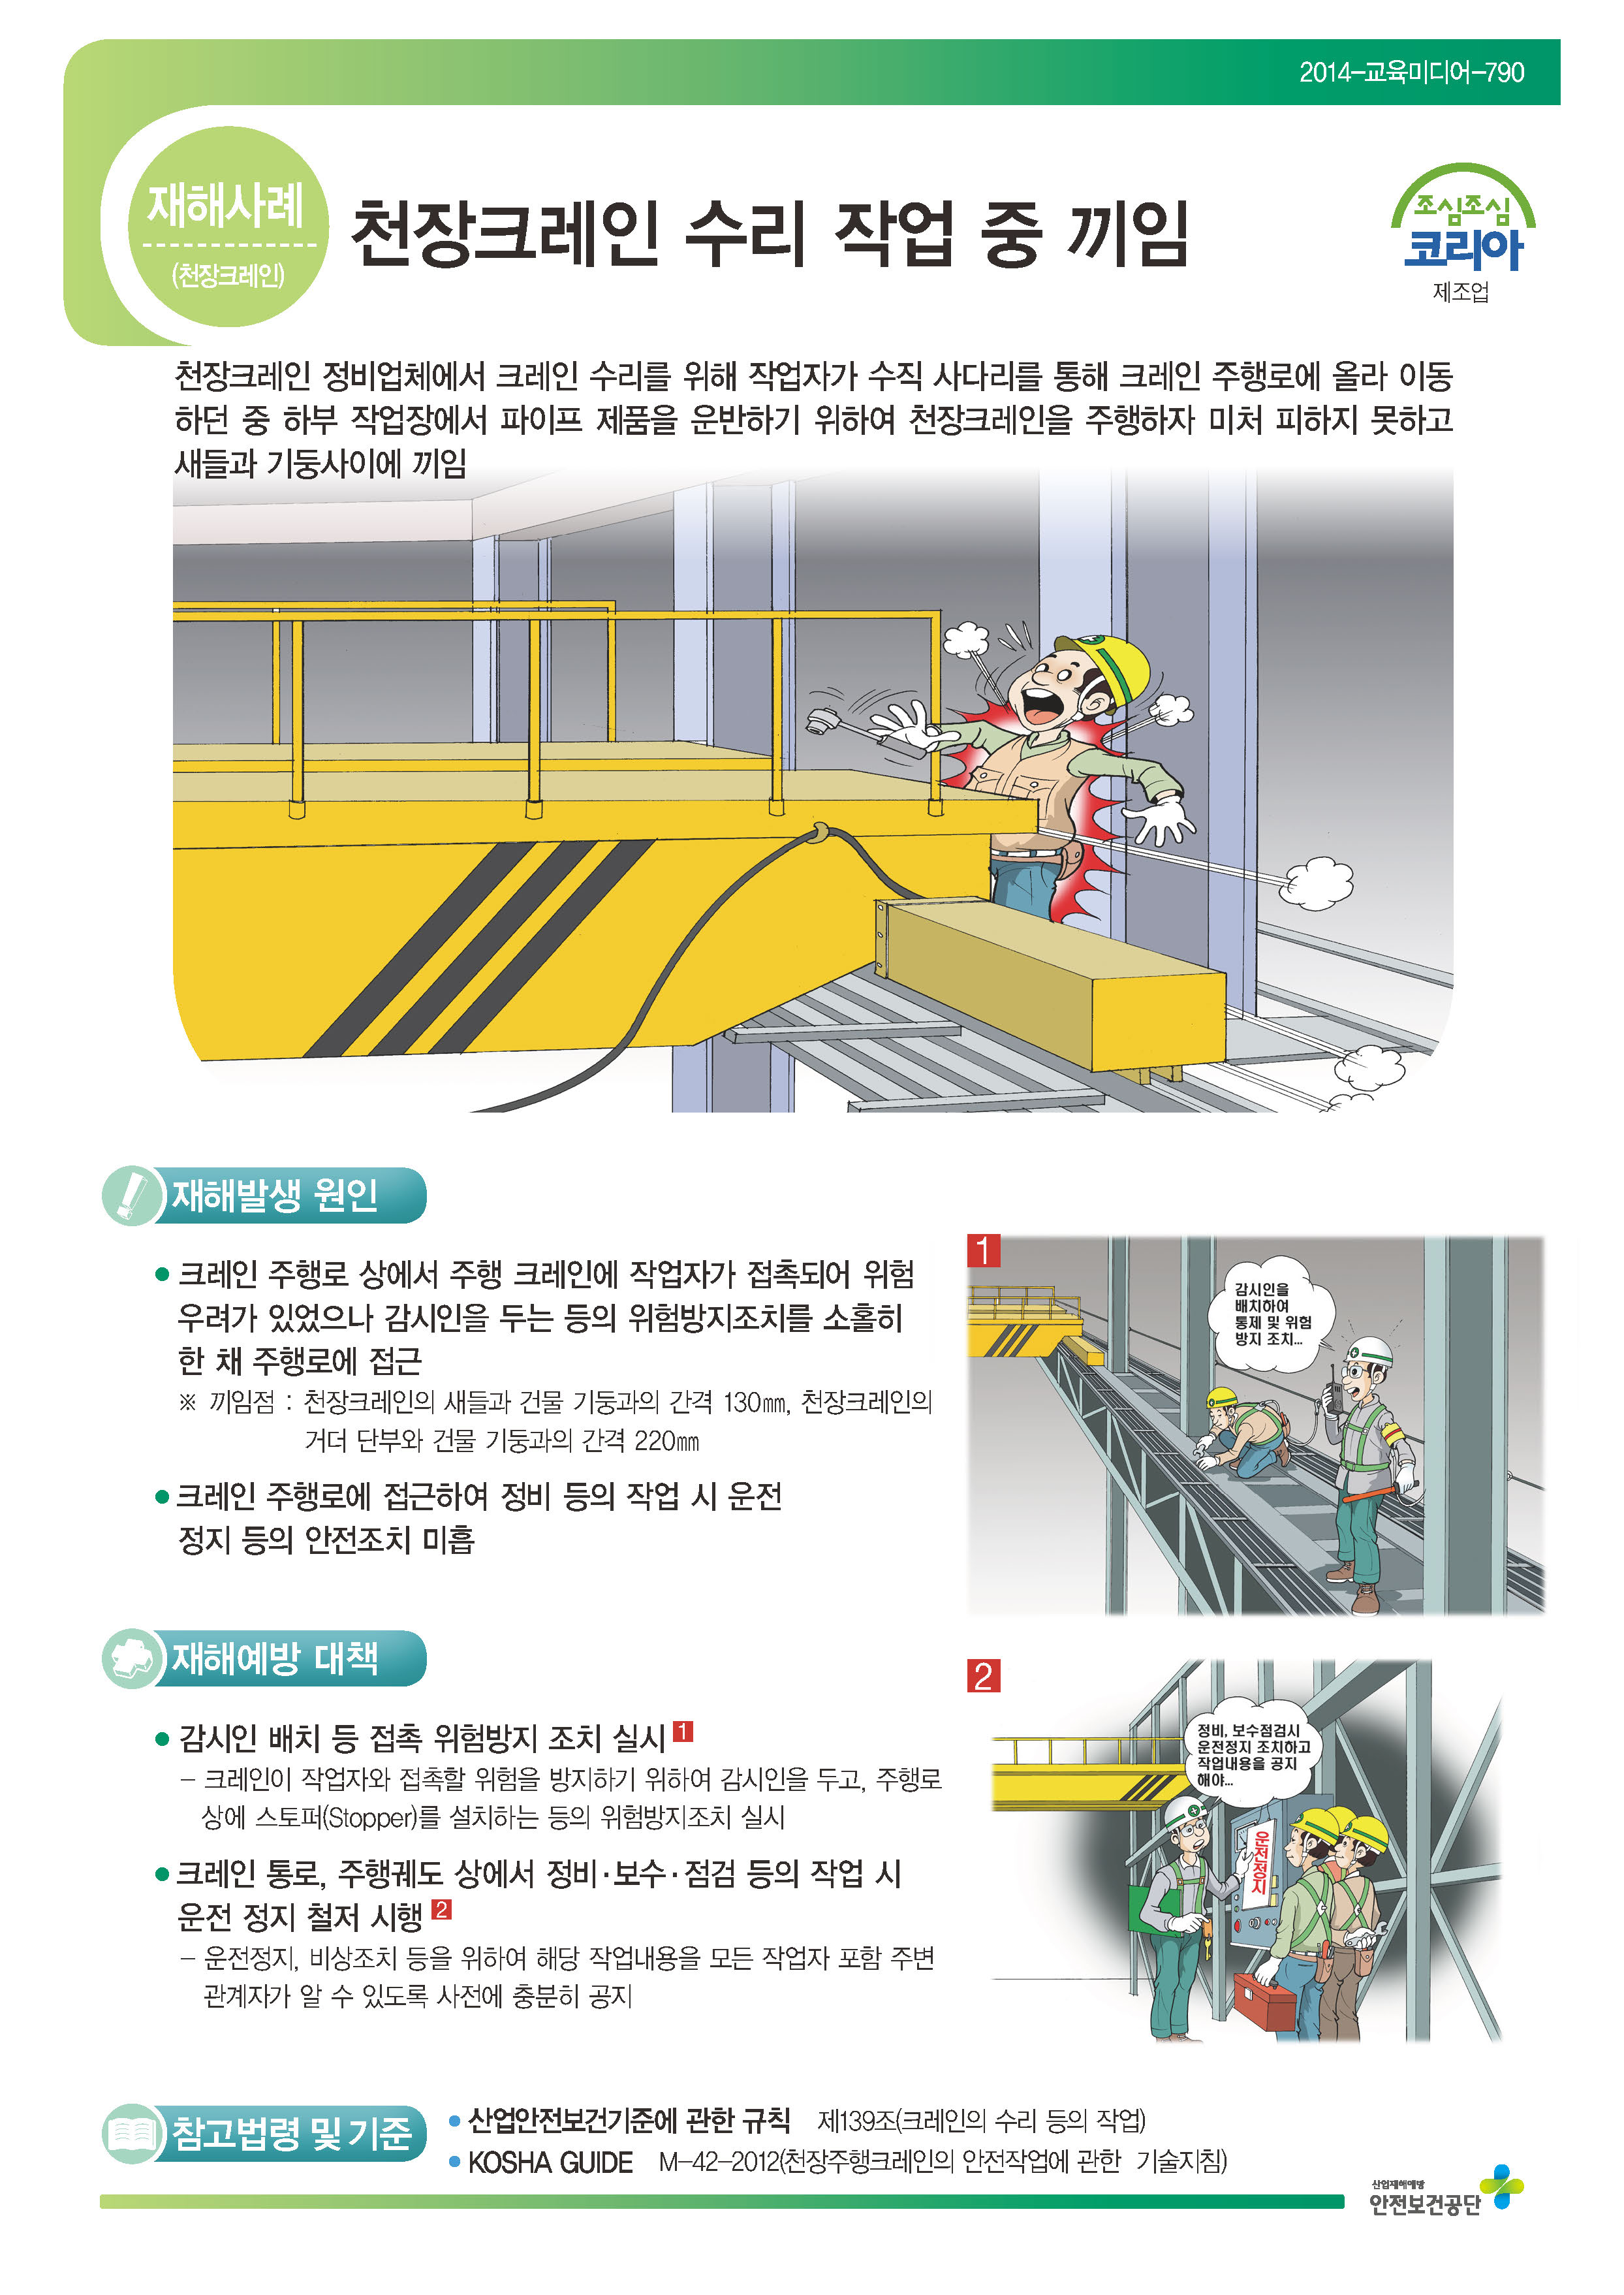 2014-교육미디어-790
재해사례
(천장크레인)
천장크레인 수리 작업 중 끼임
조심조심
코리아
제조업
천장크레인 정비업체에서 크레인 수리를 위해 작업자가 수직 사다리를 통해 크레인 주행로에 올라 이동
하던 중 하부 작업장에서 파이프 제품을 운반하기 위하여 천장크레인을 주행하자 미처 피하지 못하고
새들과 기둥사이에 끼임
재해발생 원인
● 크레인 주행로 상에서 주행 크레인에 작업자가 접촉되어 위험
우려가 있었으나 감시인을 두는 등의 위험방지조치를 소홀히
한 채 주행로에 접근
※ 끼임점 : 천장크레인의 새들과 건물 기둥과의 간격 130㎜, 천장크레인의
거더 단부와 건물 기둥과의 간격 220㎜
● 크레인 주행로에 접근하여 정비 등의 작업 시 운전
정지 등의 안전조치 미흡
1
감시인을
배치하여
통제 및 위험
방지 조치...
재해예방 대책
● 감시인 배치 등 접촉 위험방지 조치 실시 1
- 크레인이 작업자와 접촉할 위험을 방지하기 위하여 감시인을 두고, 주행로
상에 스토퍼(Stopper)를 설치하는 등의 위험방지조치 실시
● 크레인 통로, 주행궤도 상에서 정비·보수·점검 등의 작업 시
운전 정지 철저 시행 2
- 운전정지, 비상조치 등을 위하여 해당 작업내용을 모든 작업자 포함 주변
관계자가 알 수 있도록 사전에 충분히 공지
2
정비, 보수점검시
운전정지 조치하고
작업내용을 공지
해야...
운전정지
참고법령 및 기준
● 산업안전보건기준에 관한 규칙 제139조(크레인의 수리 등의 작업)
● KOSHA GUIDE M-42-2012(천장주행크레인의 안전작업에 관한 기술지침)
산업재해예방
안전보건공단